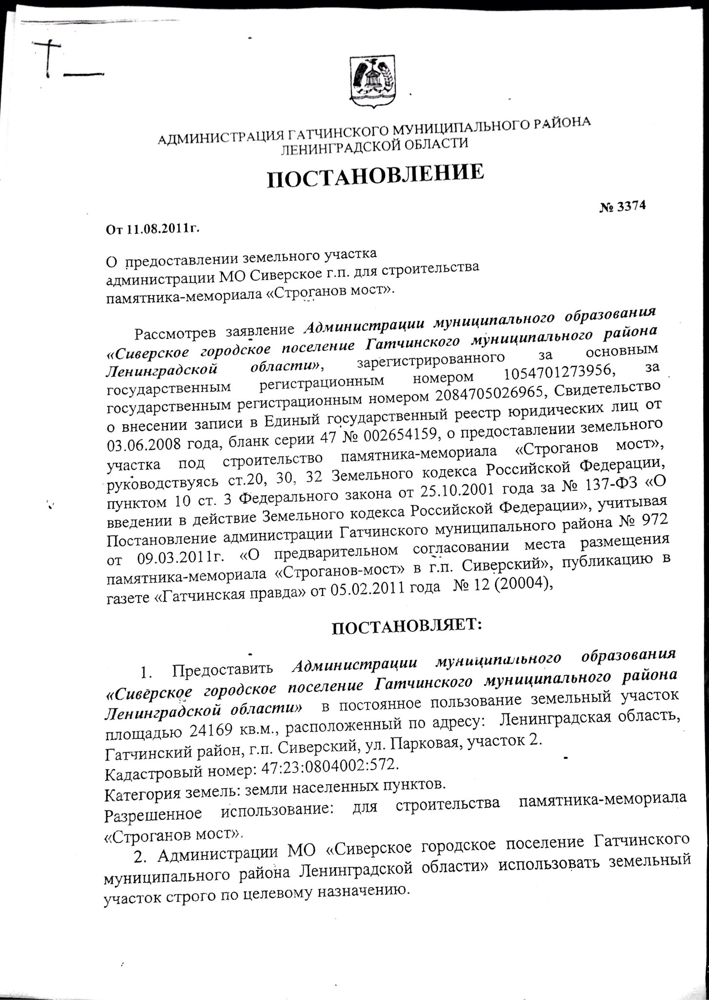 Т —
АДМИНИСТРАЦИЯ ГАТЧИНСКОГО МУНИЦИПАЛЬНОГО РАЙОНА
ЛЕНИНГРАДСКОЙ ОБЛАСТИ
ПОСТАНОВЛЕНИЕ
№ 3374
От 11.08.2011г.
О предоставлении земельного участка
администрации МО Сиверское г.п. для строительства
памятника-мемориала «Строганов мост».
Рассмотрев заявление Администрации муниципального образования
«Сиверское городское поселение Гатчинского муниципального района
Ленинградской области», зарегистрированного за основным
государственным регистрационным номером 1054701273956, за
государственным регистрационным номером 2084705026965, Свидетельство
о внесении записи в Единый государственный реестр юридических лиц от
03.06.2008 года, бланк серии 47 № 002654159, о предоставлении земельного
участка под строительство памятника-мемориала «Строганов мост»,
руководствуясь ст.20, 30, 32 Земельного кодекса Российской Федерации,
пунктом 10 ст. 3 Федерального закона от 25.10.2001 года за № 137-ФЗ «О
введении в действие Земельного кодекса Российской Федерации», учитывая
Постановление администрации Гатчинского муниципального района № 972
от 09.03.2011г. «О предварительном согласовании места размещения
памятника-мемориала «Строганов-мост» в г.п. Сиверский», публикацию в
газете «Гатчинская правда» от 05.02.2011 года № 12 (20004),
ПОСТАНОВЛЯЕТ:
1. Предоставить Администрации муниципального образования
«Сиверское городское поселение Гатчинского муниципального района
Ленинградской области» в постоянное пользование земельный участок
площадью 24169 кв.м., расположенный по адресу: Ленинградская область,
Гатчинский район, г.п. Сиверский, ул. Парковая, участок 2.
Кадастровый номер: 47:23:0804002:572.
Категория земель: земли населенных пунктов.
Разрешенное использование: для строительства памятника-мемориала
«Строганов мост».
2. Администрации МО «Сиверское городское поселение Гатчинского
муниципального района Ленинградской области» использовать земельный
участок строго по целевому назначению.